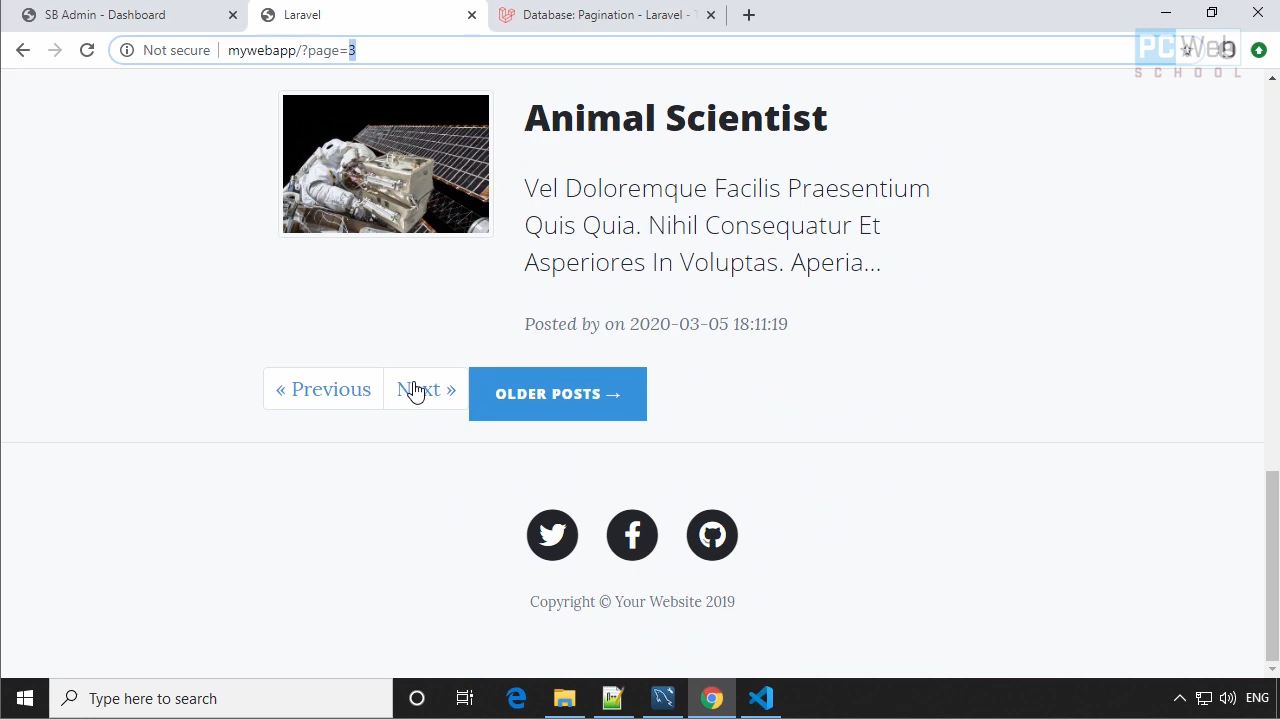 SB Admin - Dashboard
Laravel
Database: Pagination - Laravel -
Not secure
mywebapp/?page=3
PC Web
SCHOOL
Animal Scientist
Vel Doloremque Facilis Praesentium
Quis Quia. Nihil Consequatur Et
Asperiores In Voluptas. Aperia...
Posted by on 2020-03-05 18:11:19
« Previous
Next »
OLDER POSTS →
Copyright © Your Website 2019
Type here to search
ENG